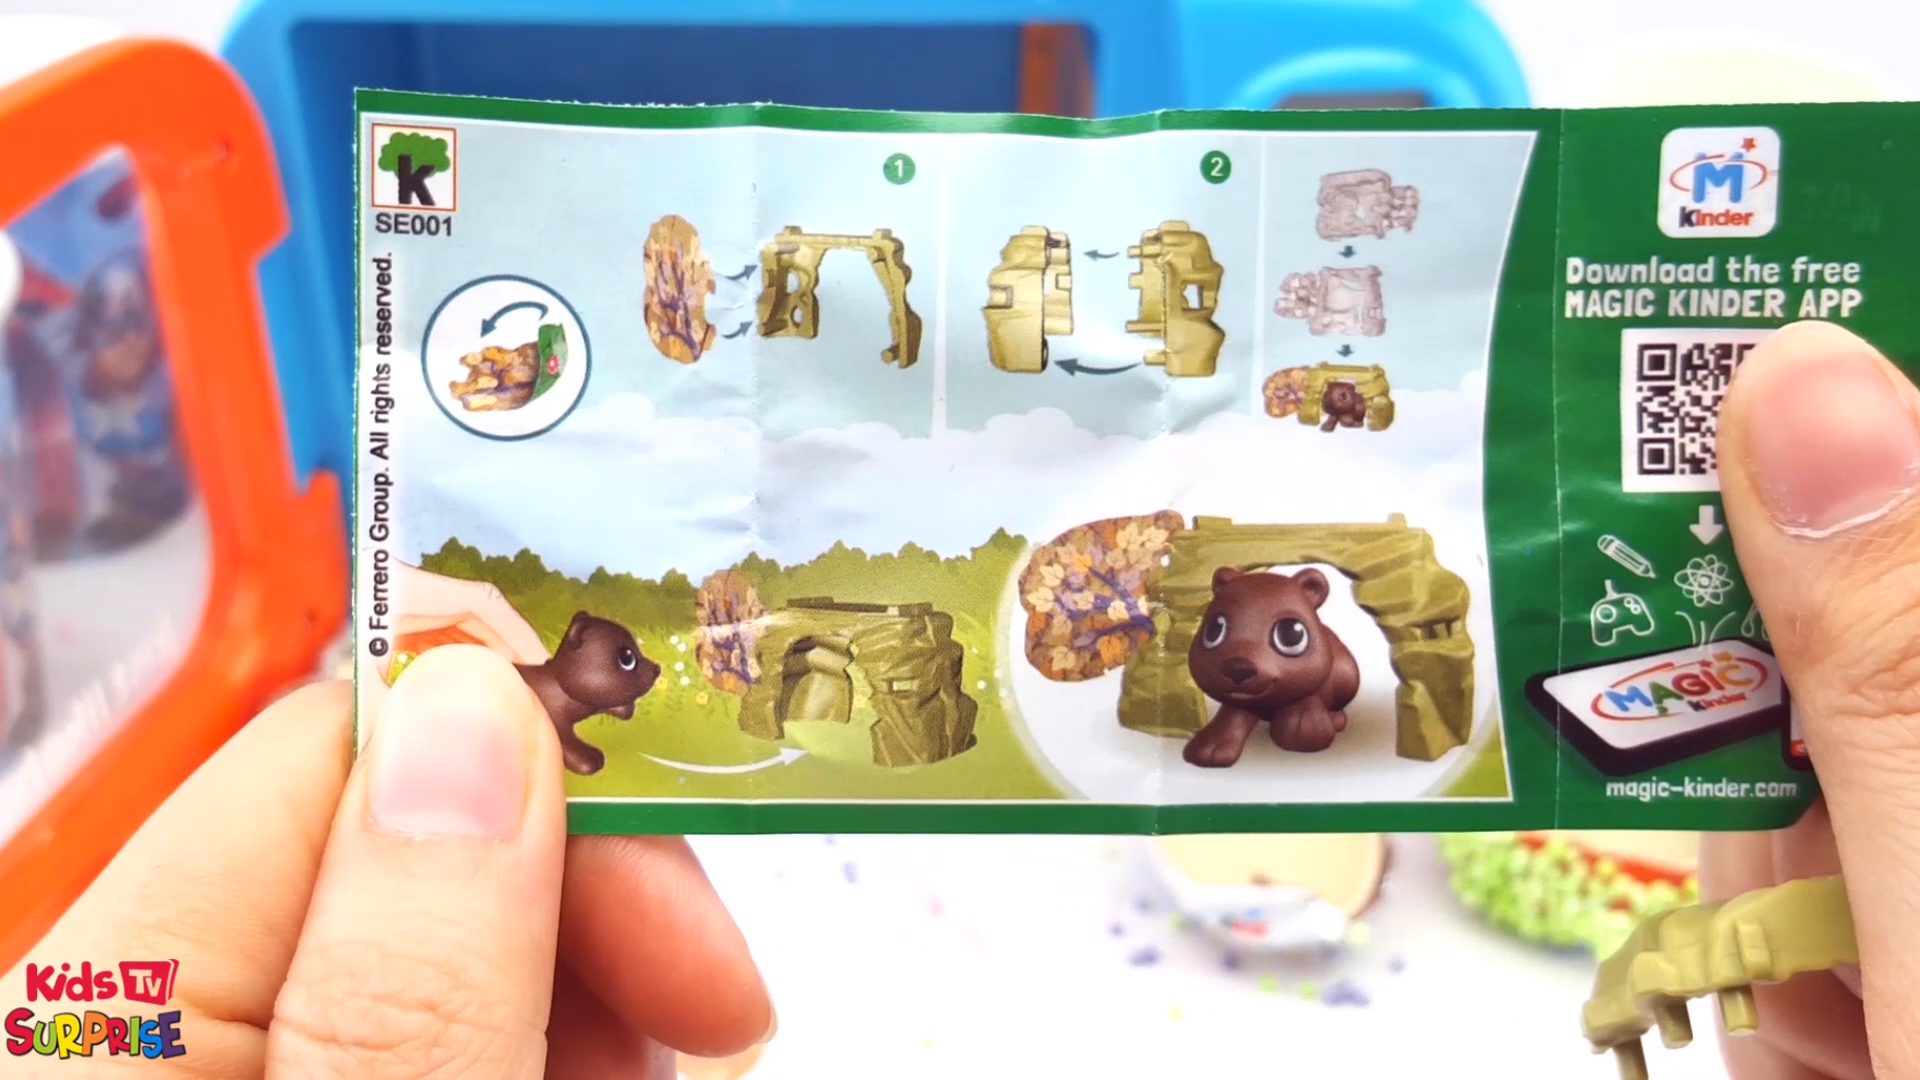 k
SE001
© Ferrero Group. All rights reserved.
1
2
M
kinder
Download the free
MAGIC KINDER APP
MAGIC
kinder
magic-kinder.com
Kids TV
SURPRISE